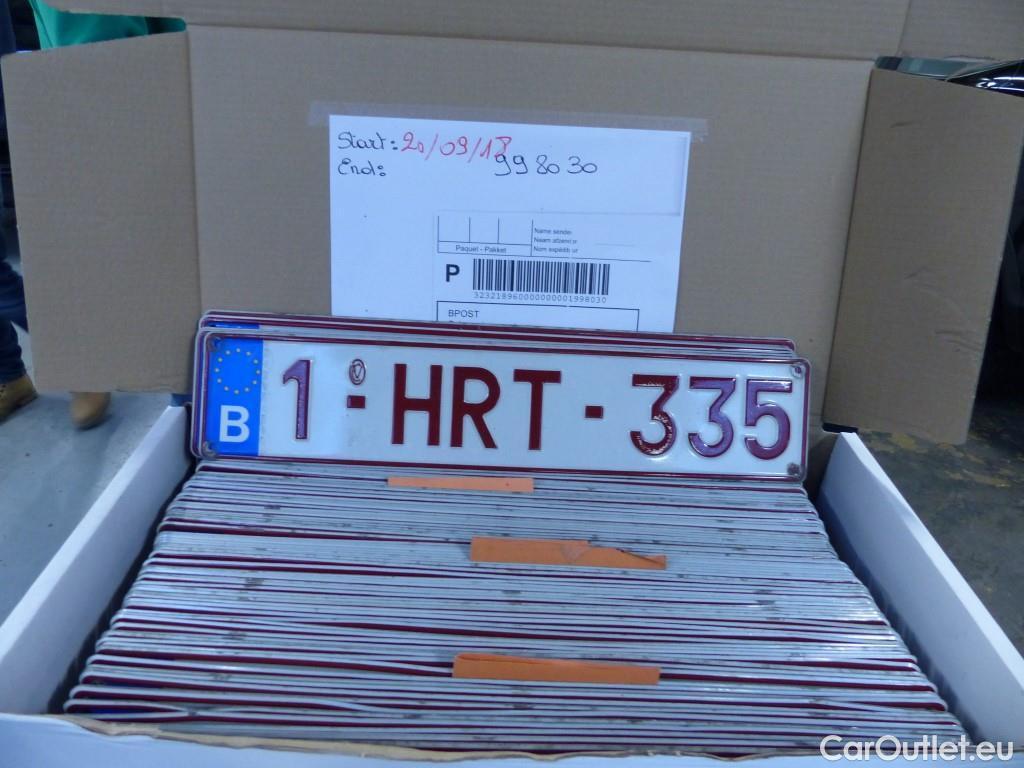 Start: 20/09/18
End: 998030
Name sender
Naam afzender
Nom expéditeur
Paquet - Pakket
P
323218960000000001998030
BPOST
B 1-HRT-335
CarOutlet.eu